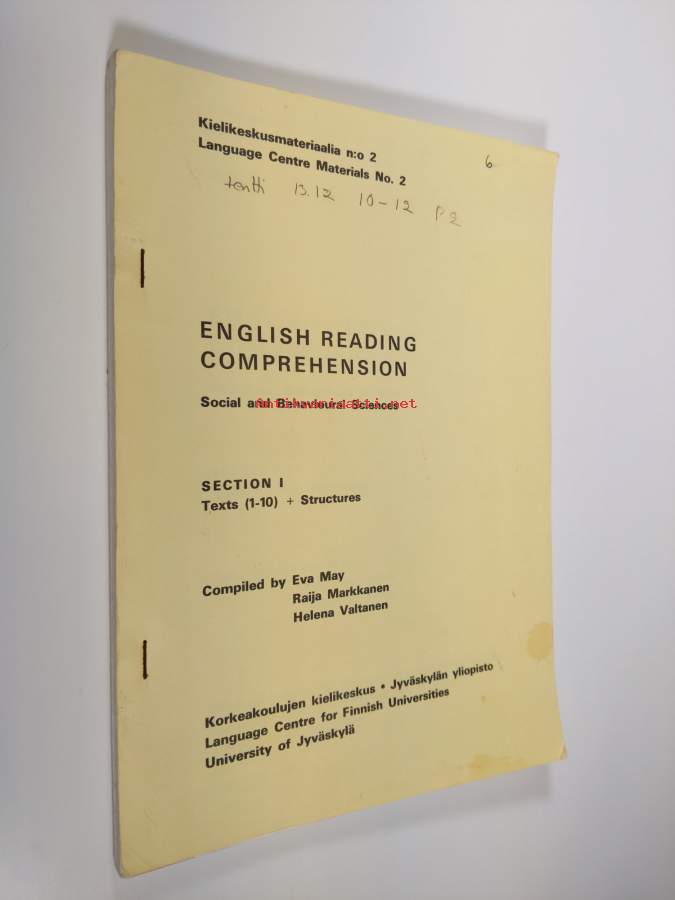 Kielikeskusmateriaalia n:o 2
Language Centre Materials No. 2
6
tentti 13.12 10-12 P2
ENGLISH READING
COMPREHENSION
Social and Behavioural Sciences
antikvariaatti.net
SECTION I
Texts (1-10) + Structures
Compiled by Eva May
Raija Markkanen
Helena Valtanen
Korkeakoulujen kielikeskus • Jyväskylän yliopisto
Language Centre for Finnish Universities
University of Jyväskylä